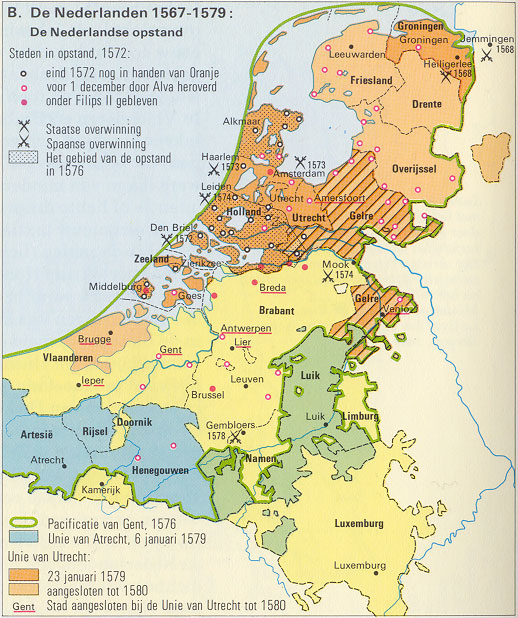 B. De Nederlanden 1567-1579:
De Nederlandse opstand
Steden in opstand, 1572:
eind 1572 nog in handen van Oranje
voor 1 december door Alva heroverd
onder Filips II gebleven
Staatse overwinning
Spaanse overwinning
Het gebied van de opstand
in 1576
Groningen
Groningen
Jemmingen
1568
Leeuwarden
Heiligerlee
1568
Friesland
Drente
Alkmaar
Overijssel
Haarlem
1573
1573
Amsterdam
Leiden
1574
Utrecht
Amersfoort
Holland
Utrecht
Gelre
Den Briel
1572
Zeeland
Zierikzee
Mook
1574
Middelburg
Goes
Breda
Gelre
Brabant
Venlo
Brugge
Antwerpen
Vlaanderen
Gent
Lier
Ieper
Leuven
Luik
Brussel
Artesië
Rijsel
Doornik
Gembloers
1578
Luik
Limburg
Atrecht
Henegouwen
Namen
Kamerijk
Luxemburg
Luxemburg
Pacificatie van Gent, 1576
Unie van Atrecht, 6 januari 1579
Unie van Utrecht:
23 januari 1579
aangesloten tot 1580
Gent Stad aangesloten bij de Unie van Utrecht tot 1580